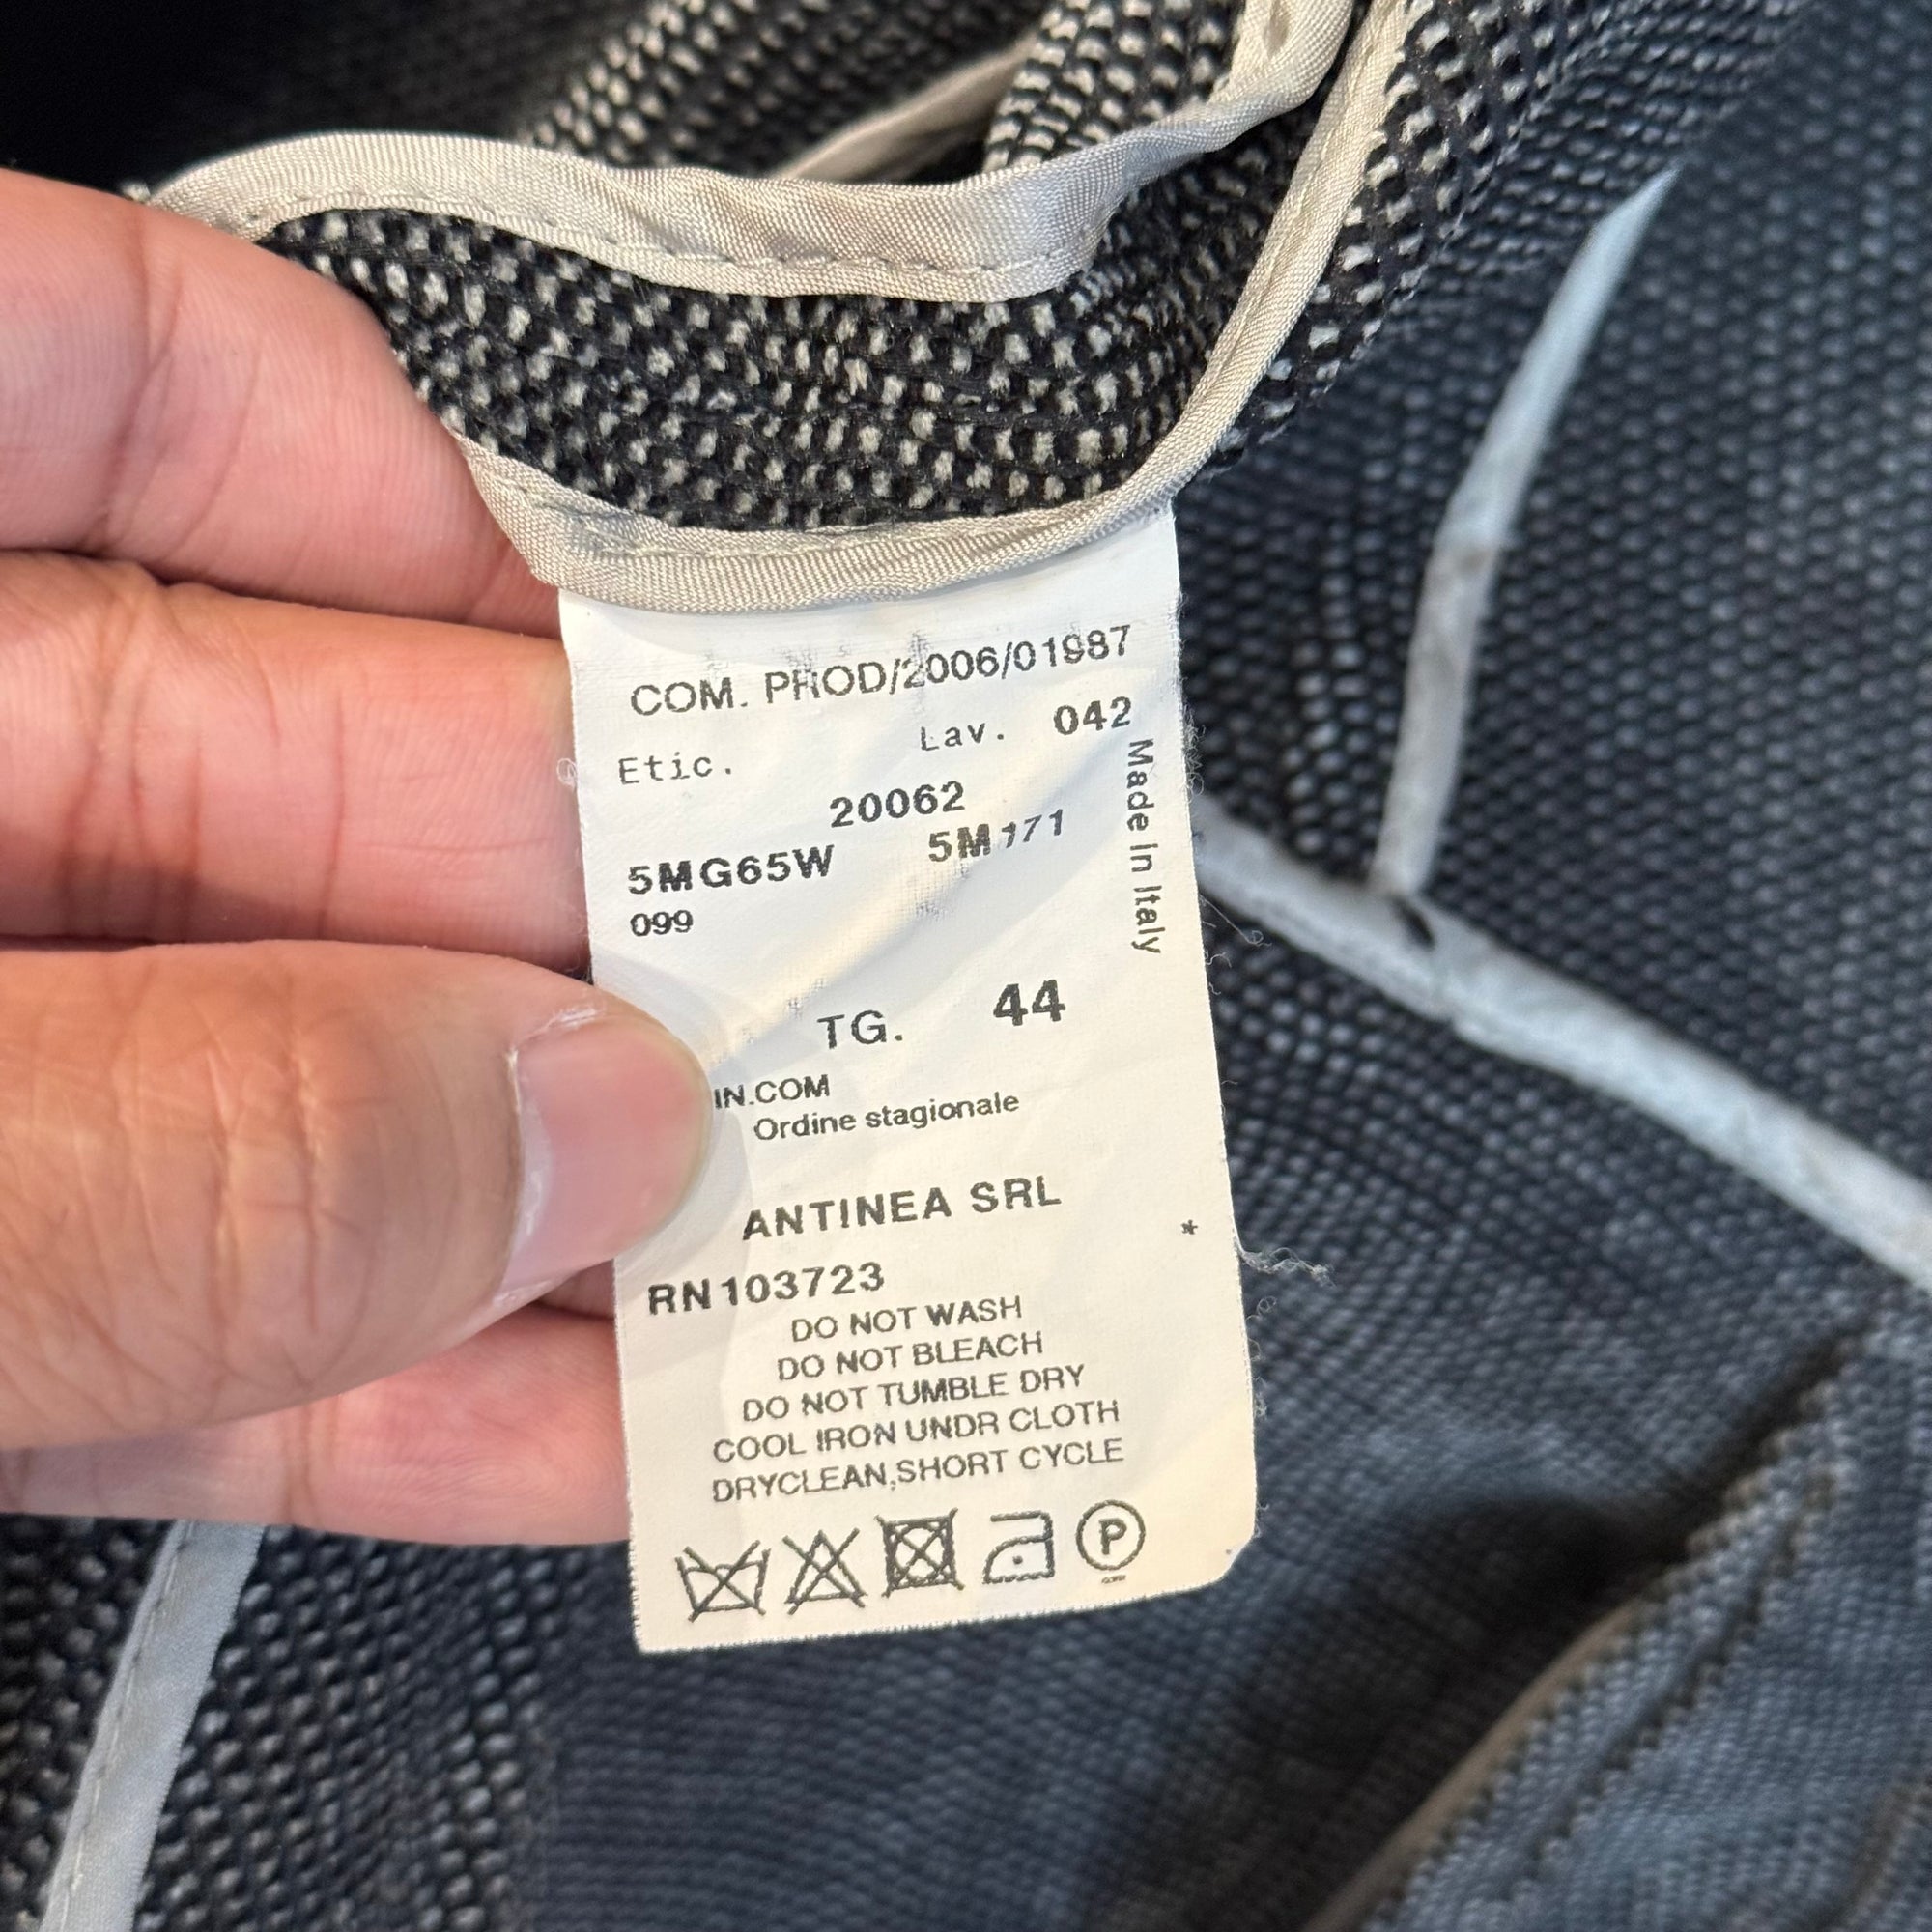 COM. PROD/2006/01987
Etic. Lav. 042
20062
5MG65W 5M171
099
Made in Italy
TG. 44
IN.COM
Ordine stagionale
ANTINEA SRL
*
RN 103723
DO NOT WASH
DO NOT BLEACH
DO NOT TUMBLE DRY
COOL IRON UNDR CLOTH
DRYCLEAN,SHORT CYCLE
P